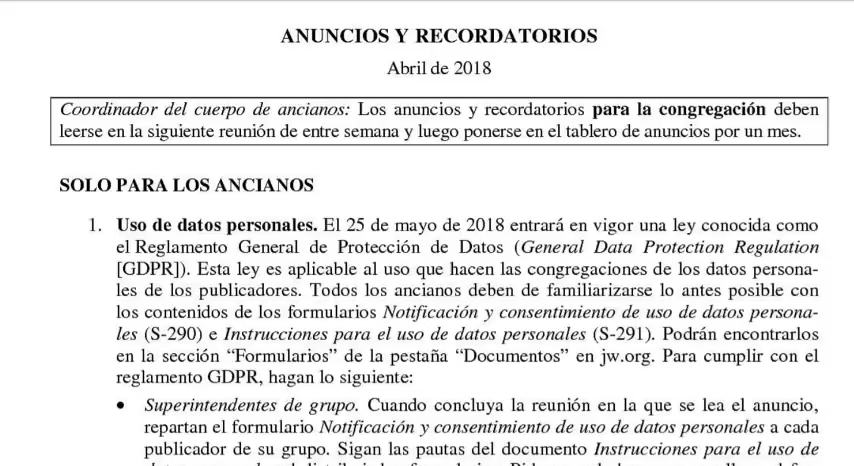 ANUNCIOS Y RECORDATORIOS
Abril de 2018
Coordinador del cuerpo de ancianos: Los anuncios y recordatorios para la congregación deben
leerse en la siguiente reunión de entre semana y luego ponerse en el tablero de anuncios por un mes.
SOLO PARA LOS ANCIANOS
1. Uso de datos personales. El 25 de mayo de 2018 entrará en vigor una ley conocida como
el Reglamento General de Protección de Datos (General Data Protection Regulation
[GDPR]). Esta ley es aplicable al uso que hacen las congregaciones de los datos persona-
les de los publicadores. Todos los ancianos deben de familiarizarse lo antes posible con
los contenidos de los formularios Notificación y consentimiento de uso de datos persona-
les (S-290) e Instrucciones para el uso de datos personales (S-291). Podrán encontrarlos
en la sección “Formularios” de la pestaña “Documentos” en jw.org. Para cumplir con el
reglamento GDPR, hagan lo siguiente:
• Superintendentes de grupo. Cuando concluya la reunión en la que se lea el anuncio,
repartan el formulario Notificación y consentimiento de uso de datos personales a cada
publicador de su grupo. Sigan las pautas del documento Instrucciones para el uso de